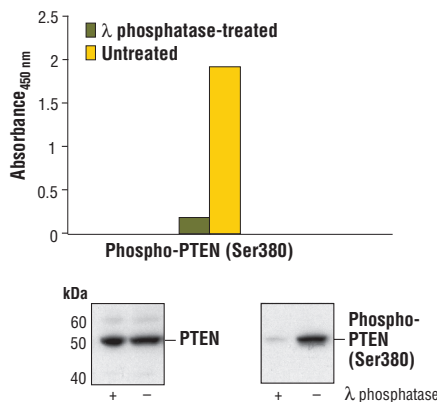 λ phosphatase-treated
Untreated
Absorbance450 nm
2.5
2
1.5
1
0.5
0
Phospho-PTEN (Ser380)
kDa
60
50
40
PTEN
Phospho-
PTEN
(Ser380)
+ –
+ – λ phosphatase